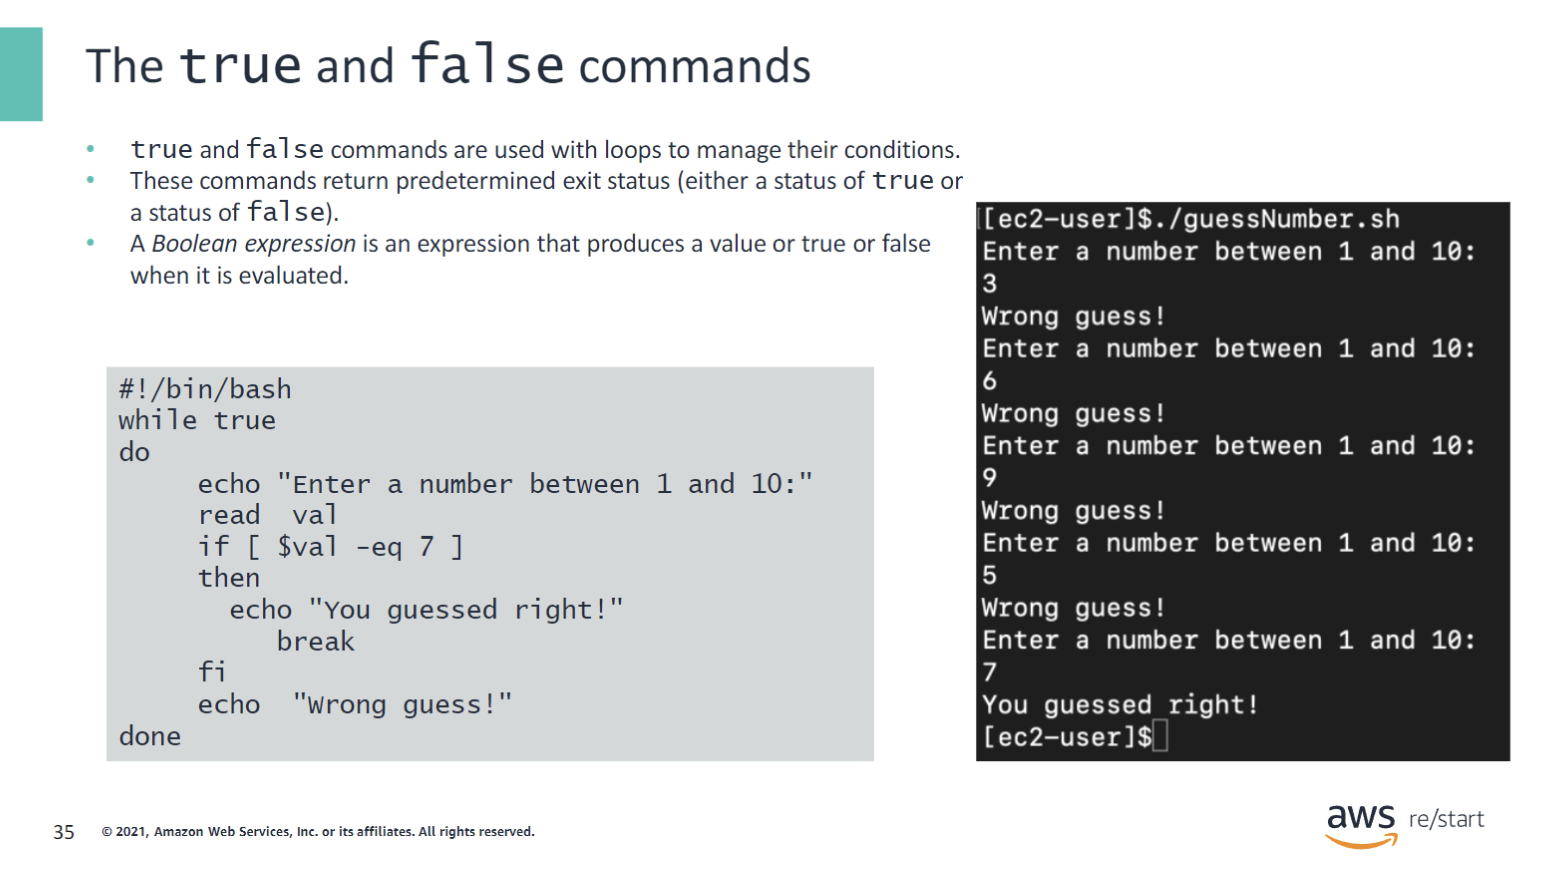 The true and false commands
• true and false commands are used with loops to manage their conditions.
• These commands return predetermined exit status (either a status of true or
a status of false).
• A Boolean expression is an expression that produces a value or true or false
when it is evaluated.
#!/bin/bash
while true
do
echo "Enter a number between 1 and 10:"
read  val
if [ $val -eq 7 ]
then
echo "You guessed right!"
break
fi
echo  "Wrong guess!"
done
[[ec2-user]$./guessNumber.sh
Enter a number between 1 and 10:
3
Wrong guess!
Enter a number between 1 and 10:
6
Wrong guess!
Enter a number between 1 and 10:
9
Wrong guess!
Enter a number between 1 and 10:
5
Wrong guess!
Enter a number between 1 and 10:
7
You guessed right!
[ec2-user]$
35 © 2021, Amazon Web Services, Inc. or its affiliates. All rights reserved.
aws re/start